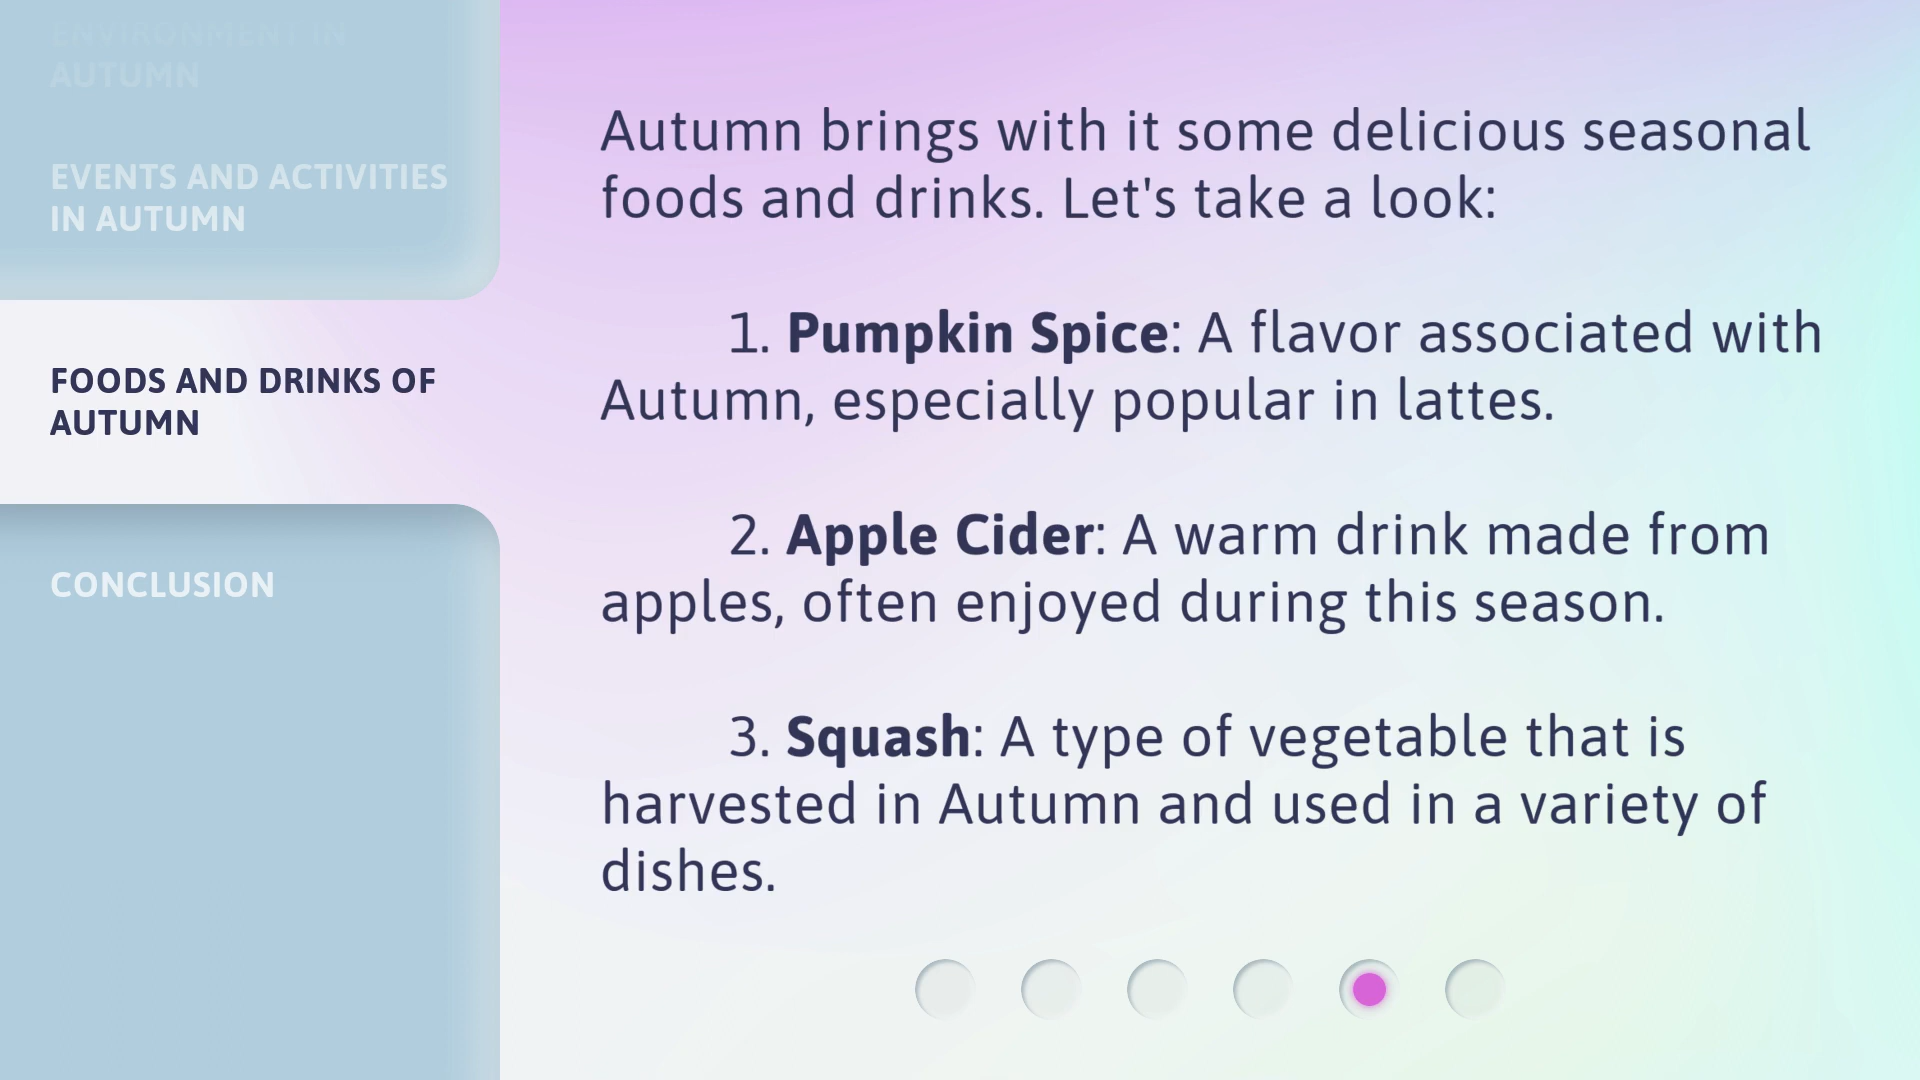 ENVIRONMENT IN
AUTUMN
EVENTS AND ACTIVITIES
IN AUTUMN
FOODS AND DRINKS OF
AUTUMN
CONCLUSION
Autumn brings with it some delicious seasonal
foods and drinks. Let's take a look:
1. Pumpkin Spice: A flavor associated with
Autumn, especially popular in lattes.
2. Apple Cider: A warm drink made from
apples, often enjoyed during this season.
3. Squash: A type of vegetable that is
harvested in Autumn and used in a variety of
dishes.